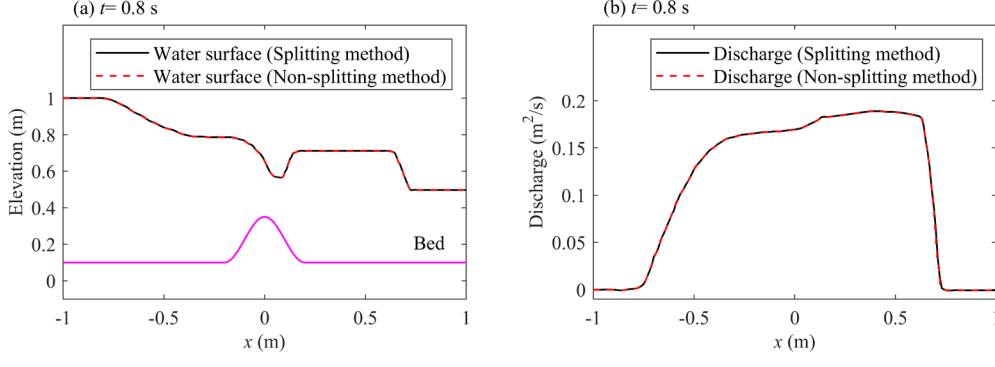 (a) t= 0.8 s
Water surface (Splitting method)
Water surface (Non-splitting method)
Elevation (m)
1
0.8
0.6
0.4
0.2
0
Bed
-1
-0.5
0
0.5
1
x (m)
(b) t= 0.8 s
Discharge (Splitting method)
Discharge (Non-splitting method)
Discharge (m²/s)
0.2
0.15
0.1
0.05
0
-1
-0.5
0
0.5
1
x (m)